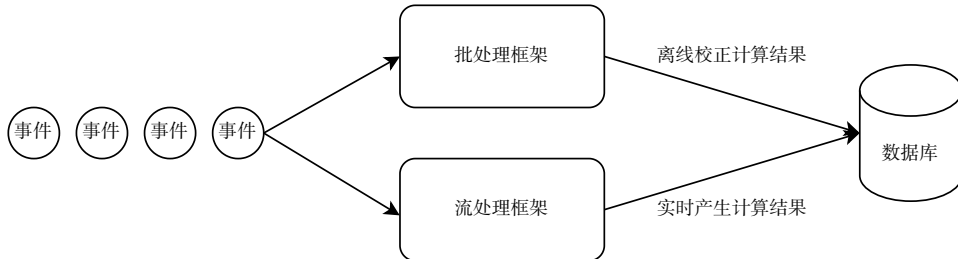 批处理框架
离线校正计算结果
事件 事件 事件 事件
数据库
流处理框架
实时产生计算结果